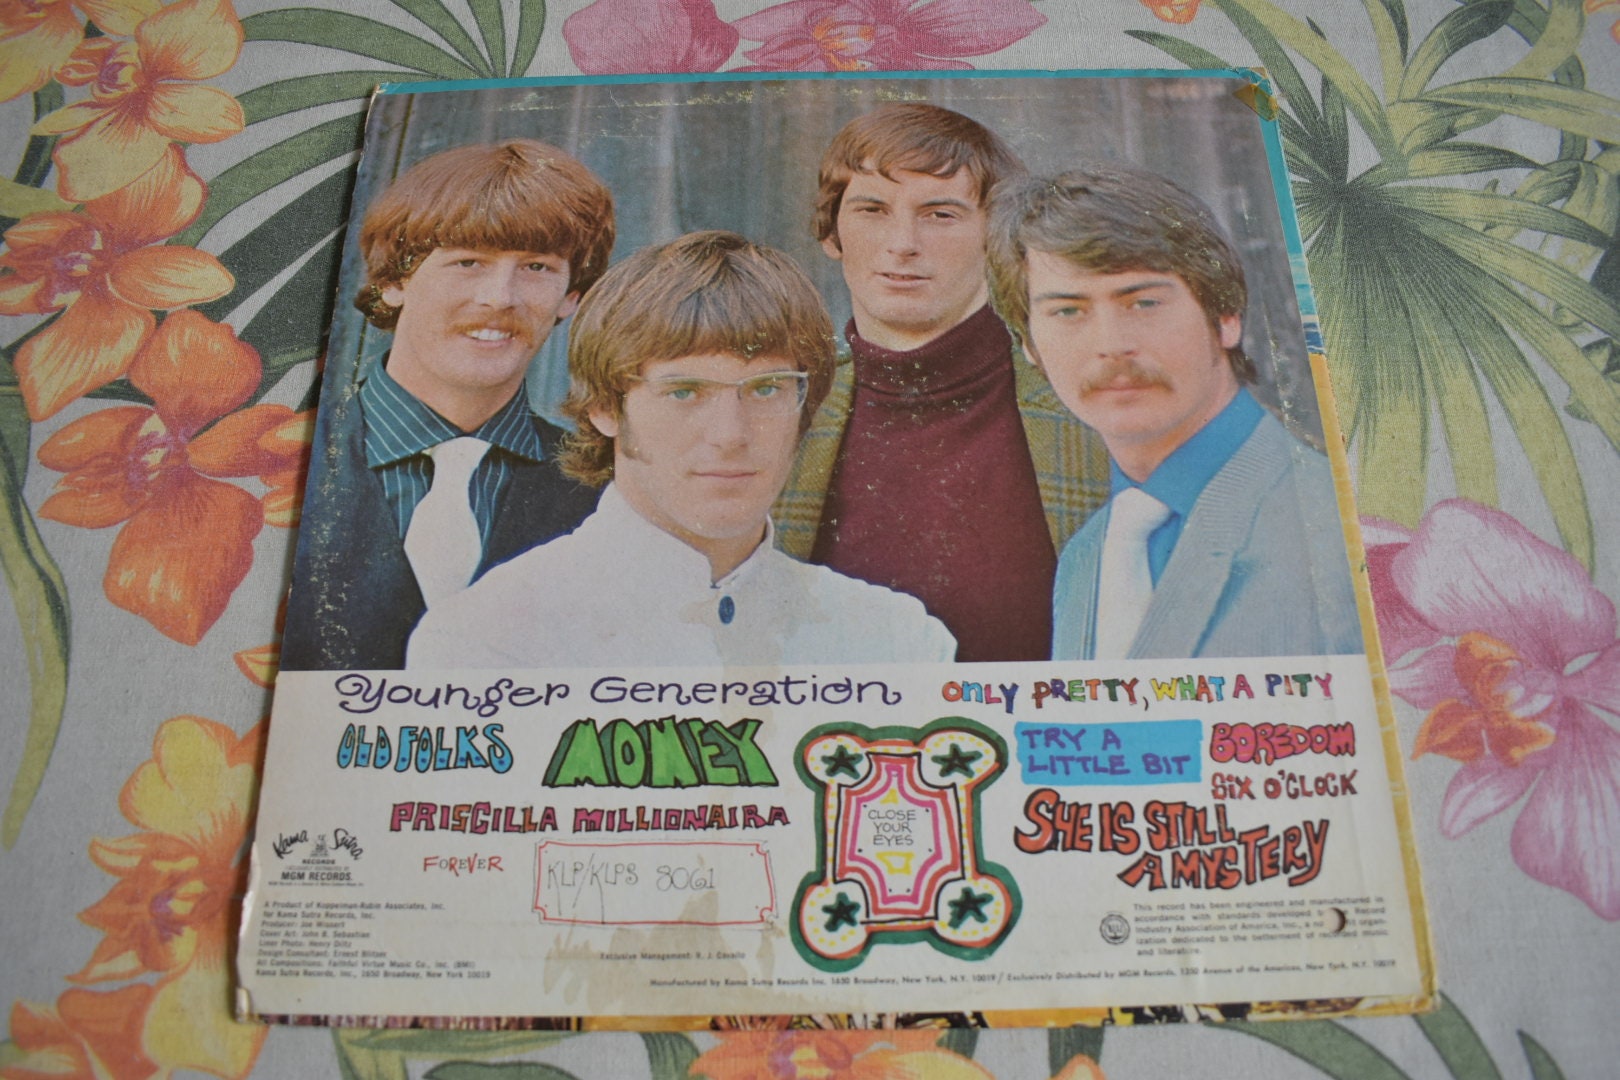 Younger Generation
ONLY PRETTY, WHAT A PITY
OLD FOLKS
MONEY
TRY A
LITTLE BIT
BOREDOM
SIX O'CLOCK
PRISCILLA MILLIONAIRA
CLOSE
YOUR
EYES
SHE IS STILL
A MYSTERY
Kama Sutra
RECORDS
MGM RECORDS.
FOREVER
KLP/KLPS 8061
A Product of Koppelman-Rubin Associates, Inc.
for Kama Sutra Records, Inc.
Producer: Joe Wissert
Cover Art: John B. Sebastian
Liner Photo: Henry Diltz
Design Consultant: Ernest Blitzer
All Compositions: Faithful Virtue Music Co., Inc. (BMI)
Kama Sutra Records, Inc., 1650 Broadway, New York 10019
Exclusive Management: R. J. Cavallo
This record has been engineered and manufactured in
accordance with standards developed Record
Industry Association of America, Inc., a organ-
ization dedicated to the betterment of recorded music
and literature.
Manufactured by Kama Sutra Records Inc. 1650 Broadway, New York, N.Y. 10019/ Exclusively Distributed by MGM Records, 1350 Avenue of the Americas, New York, N.Y. 10019